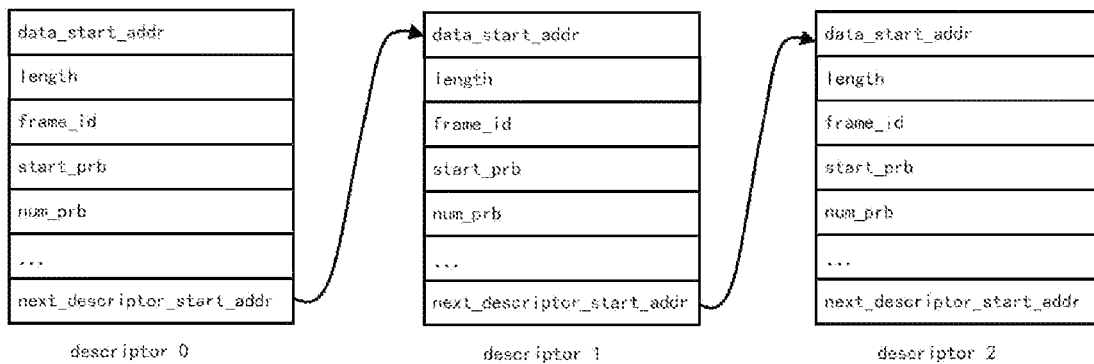 data_start_addr
length
frame_id
start_prb
num_prb
...
next_descriptor_start_addr
descriptor 0
data_start_addr
length
frame_id
start_prb
num_prb
...
next_descriptor_start_addr
descriptor 1
data_start_addr
length
frame_id
start_prb
num_prb
...
next_descriptor_start_addr
descriptor 2